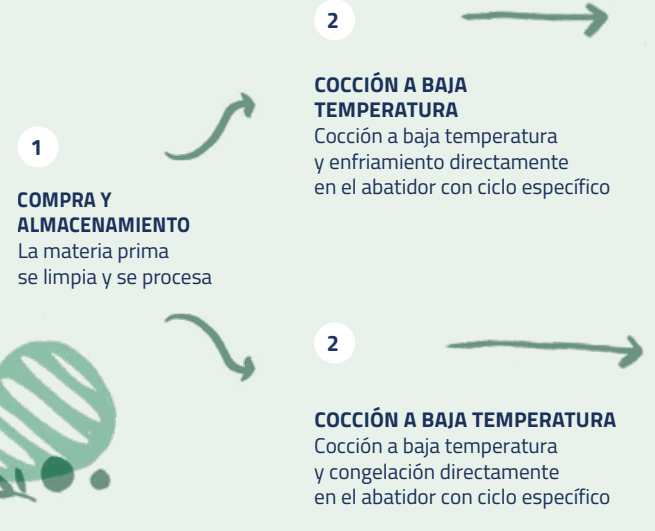 1
COMPRA Y
ALMACENAMIENTO
La materia prima
se limpia y se procesa
2
COCCIÓN A BAJA
TEMPERATURA
Cocción a baja temperatura
y enfriamiento directamente
en el abatidor con ciclo específico
2
COCCIÓN A BAJA TEMPERATURA
Cocción a baja temperatura
y congelación directamente
en el abatidor con ciclo específico